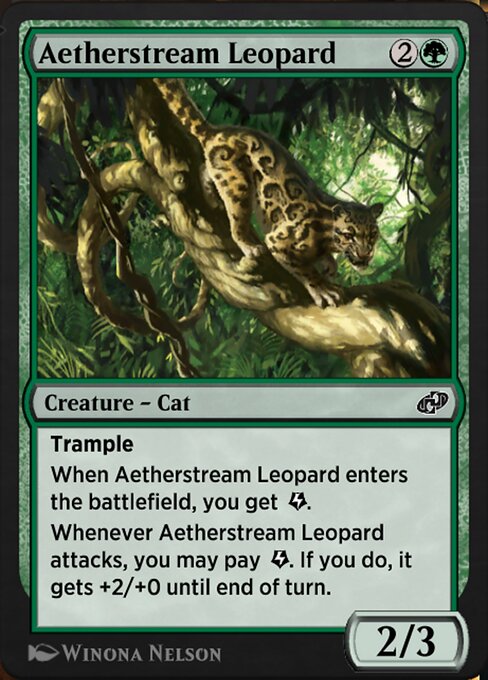 Aetherstream Leopard 2
Creature – Cat
Trample
When Aetherstream Leopard enters
the battlefield, you get .
Whenever Aetherstream Leopard
attacks, you may pay . If you do, it
gets +2/+0 until end of turn.
2/3
Winona Nelson